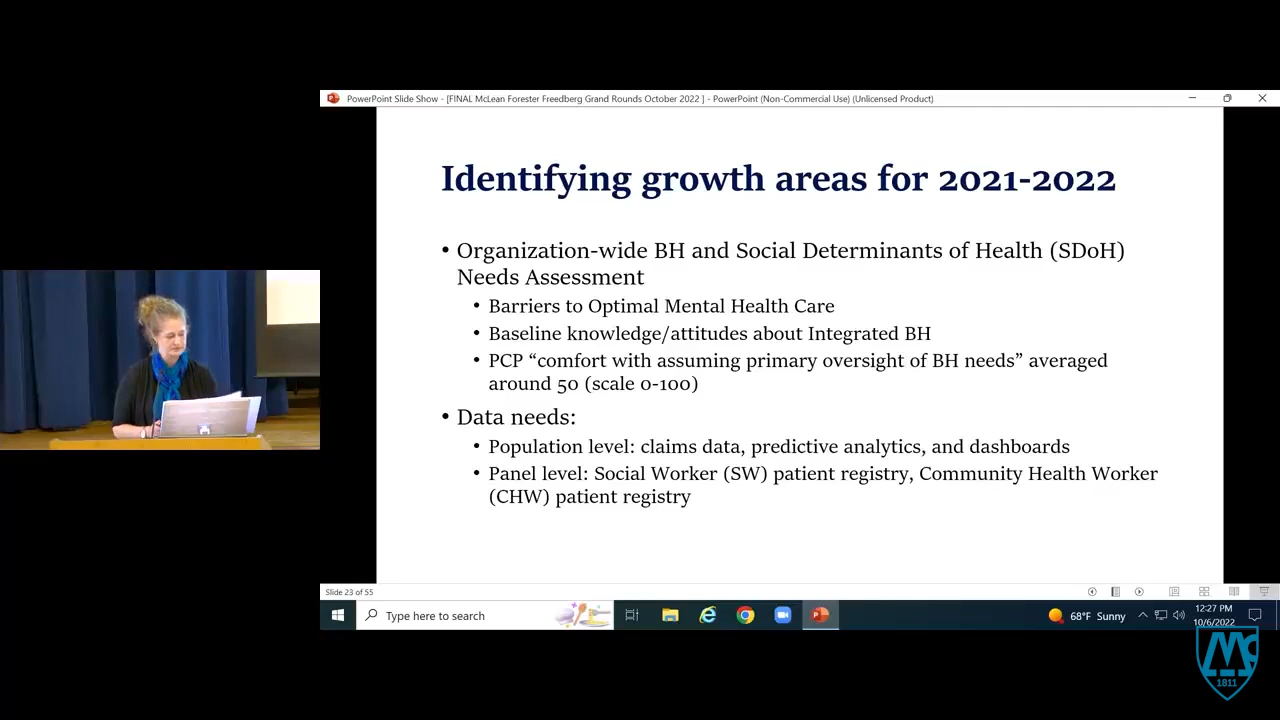 PowerPoint Slide Show - [FINAL McLean Forester Freedberg Grand Rounds October 2022 ] - PowerPoint (Non-Commercial Use) (Unlicensed Product)
Identifying growth areas for 2021-2022
• Organization-wide BH and Social Determinants of Health (SDoH)
Needs Assessment
• Barriers to Optimal Mental Health Care
• Baseline knowledge/attitudes about Integrated BH
• PCP “comfort with assuming primary oversight of BH needs” averaged
around 50 (scale 0-100)
• Data needs:
• Population level: claims data, predictive analytics, and dashboards
• Panel level: Social Worker (SW) patient registry, Community Health Worker
(CHW) patient registry
Slide 23 of 55
Type here to search
68°F Sunny
12:27 PM
10/6/2022
1811